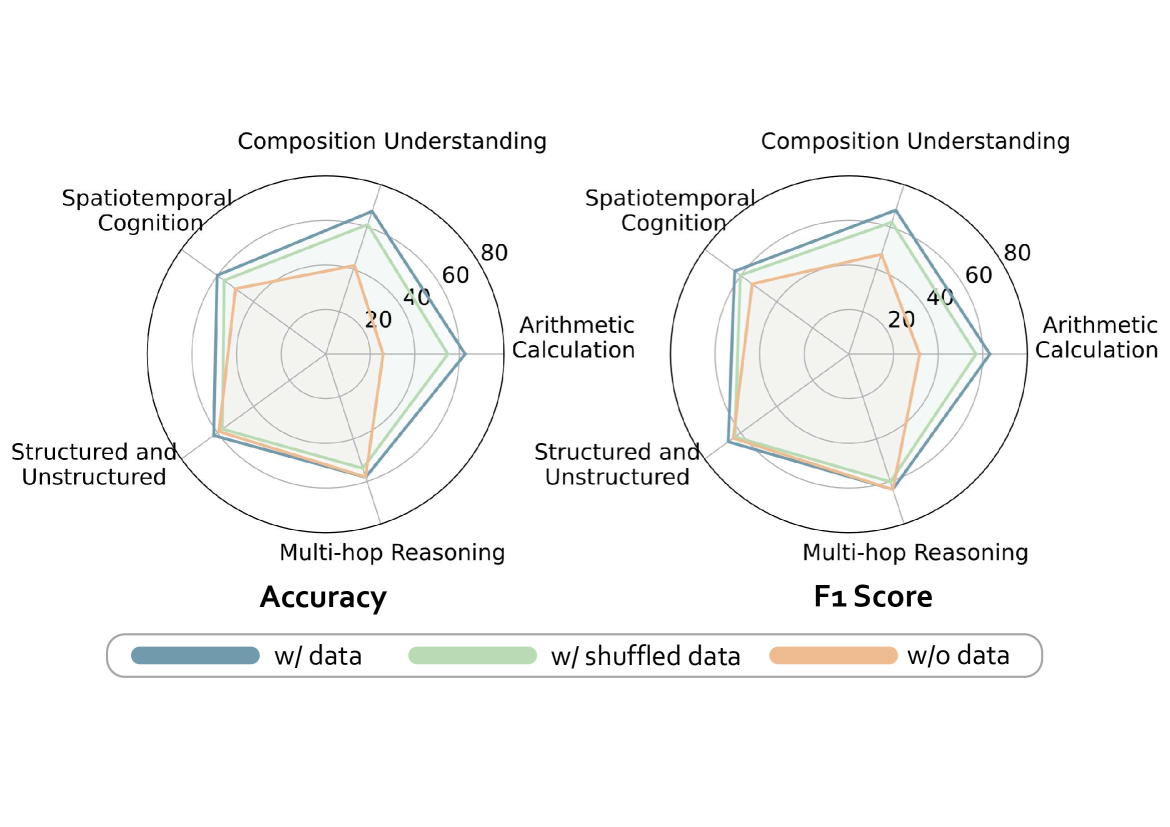 Composition Understanding
Spatiotemporal
Cognition
80
60
40
20
Arithmetic
Calculation
Structured and
Unstructured
Multi-hop Reasoning
Accuracy
Composition Understanding
Spatiotemporal
Cognition
80
60
40
20
Arithmetic
Calculation
Structured and
Unstructured
Multi-hop Reasoning
F1 Score
w/ data
w/ shuffled data
w/o data